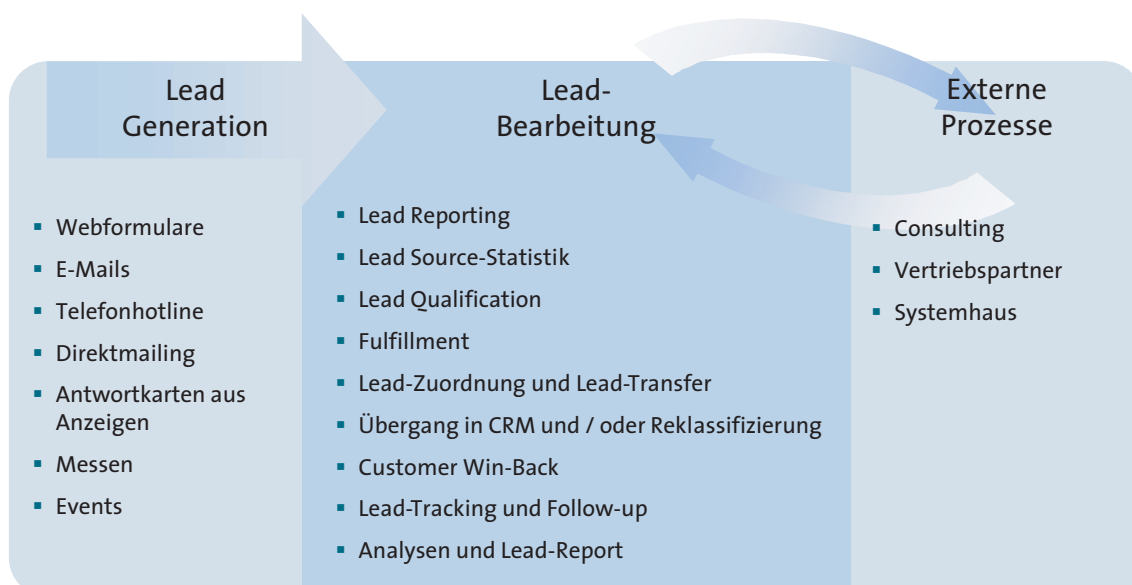 Lead
Generation
Webformulare
E-Mails
Telefonhotline
Direktmailing
Antwortkarten aus
Anzeigen
Messen
Events
Lead-
Bearbeitung
Lead Reporting
Lead Source-Statistik
Lead Qualification
Fulfillment
Lead-Zuordnung und Lead-Transfer
Übergang in CRM und / oder Reklassifizierung
Customer Win-Back
Lead-Tracking und Follow-up
Analysen und Lead-Report
Externe
Prozesse
Consulting
Vertriebspartner
Systemhaus